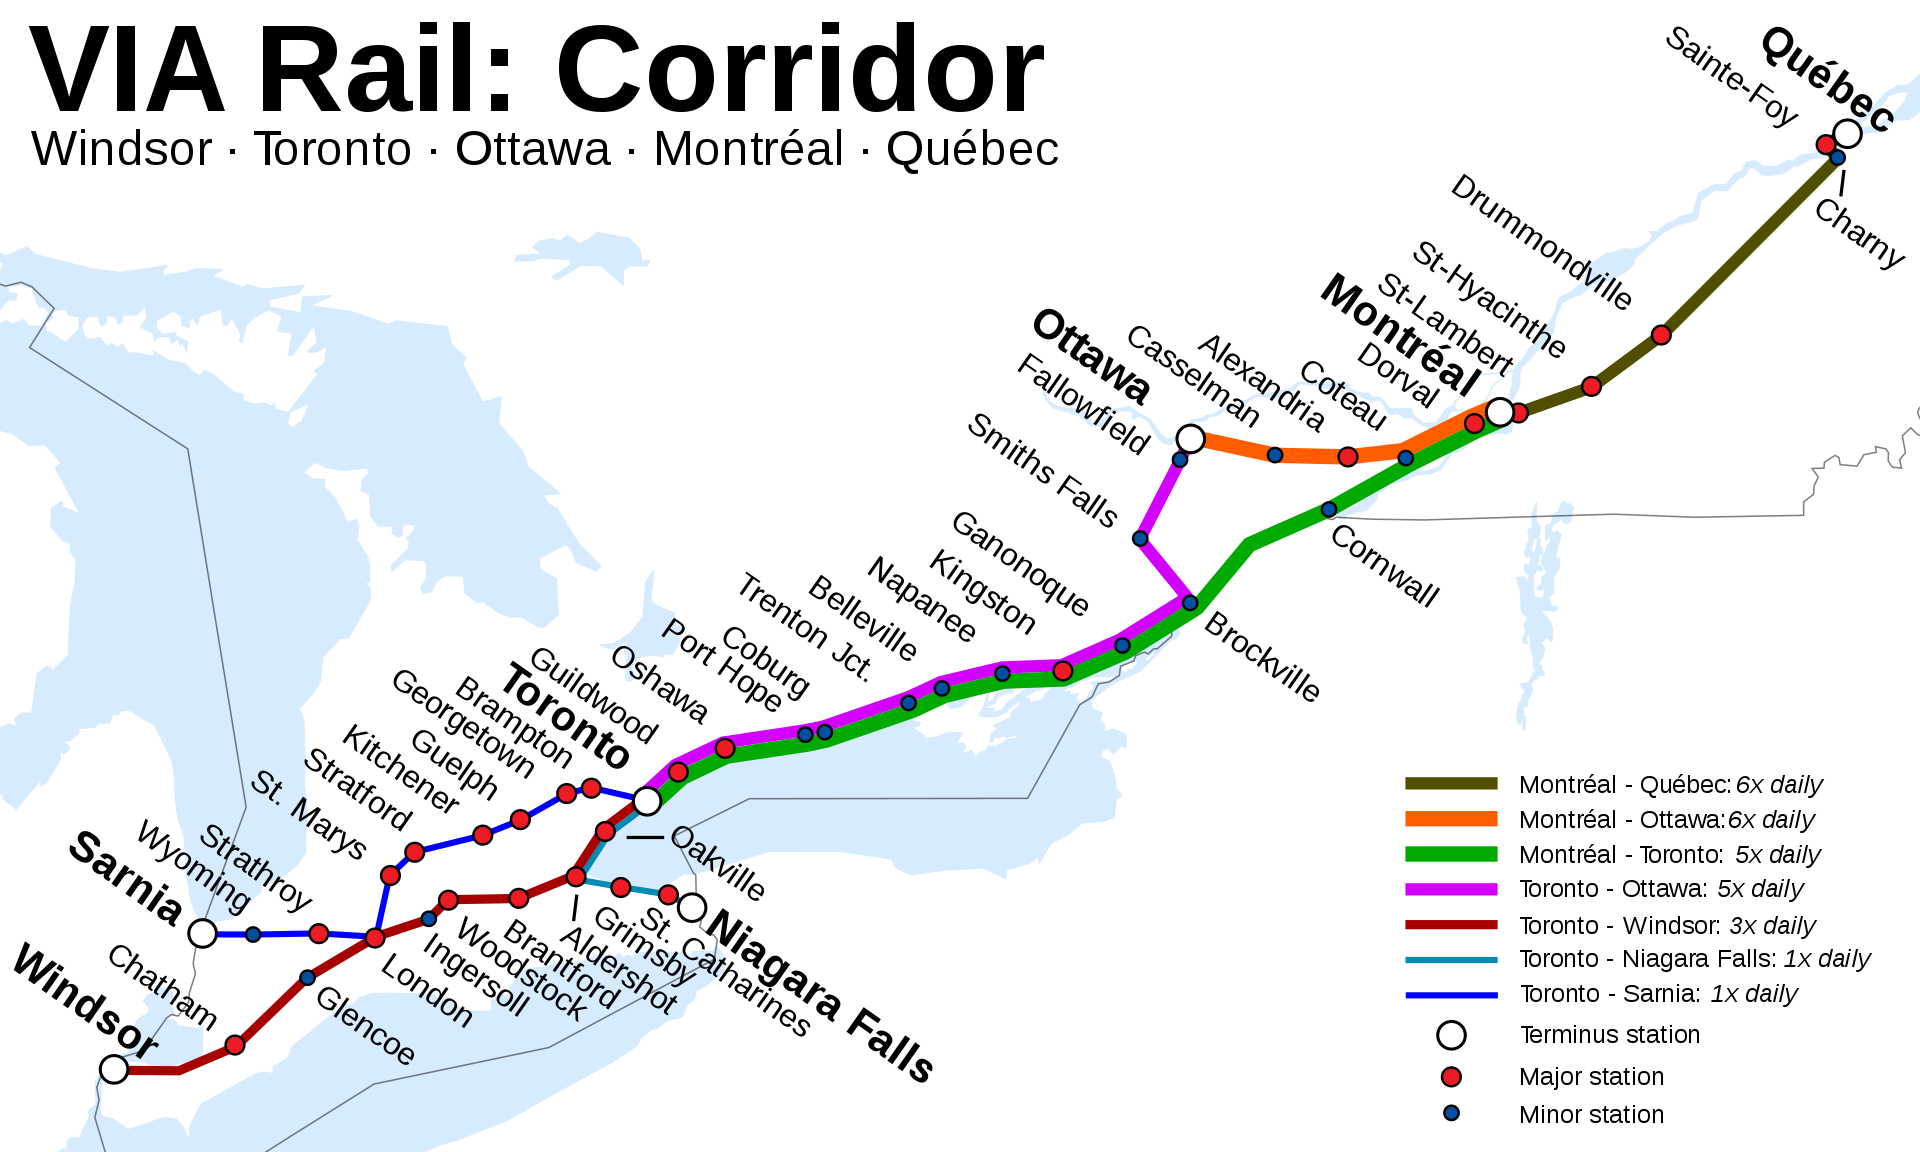 VIA Rail: Corridor
Windsor · Toronto · Ottawa · Montréal · Québec
Québec
Sainte-Foy
Charny
Drummondville
St-Hyacinthe
St-Lambert
Montréal
Dorval
Coteau
Alexandria
Casselman
Ottawa
Fallowfield
Smiths Falls
Cornwall
Brockville
Ganonoque
Kingston
Napanee
Belleville
Trenton Jct.
Coburg
Port Hope
Oshawa
Guildwood
Toronto
Brampton
Georgetown
Guelph
Kitchener
Stratford
St. Marys
Strathroy
Wyoming
Sarnia
Oakville
Aldershot
Grimsby
St. Catharines
Niagara Falls
Brantford
Woodstock
Ingersoll
London
Glencoe
Chatham
Windsor
Montréal - Québec: 6x daily
Montréal - Ottawa: 6x daily
Montréal - Toronto: 5x daily
Toronto - Ottawa: 5x daily
Toronto - Windsor: 3x daily
Toronto - Niagara Falls: 1x daily
Toronto - Sarnia: 1x daily
Terminus station
Major station
Minor station